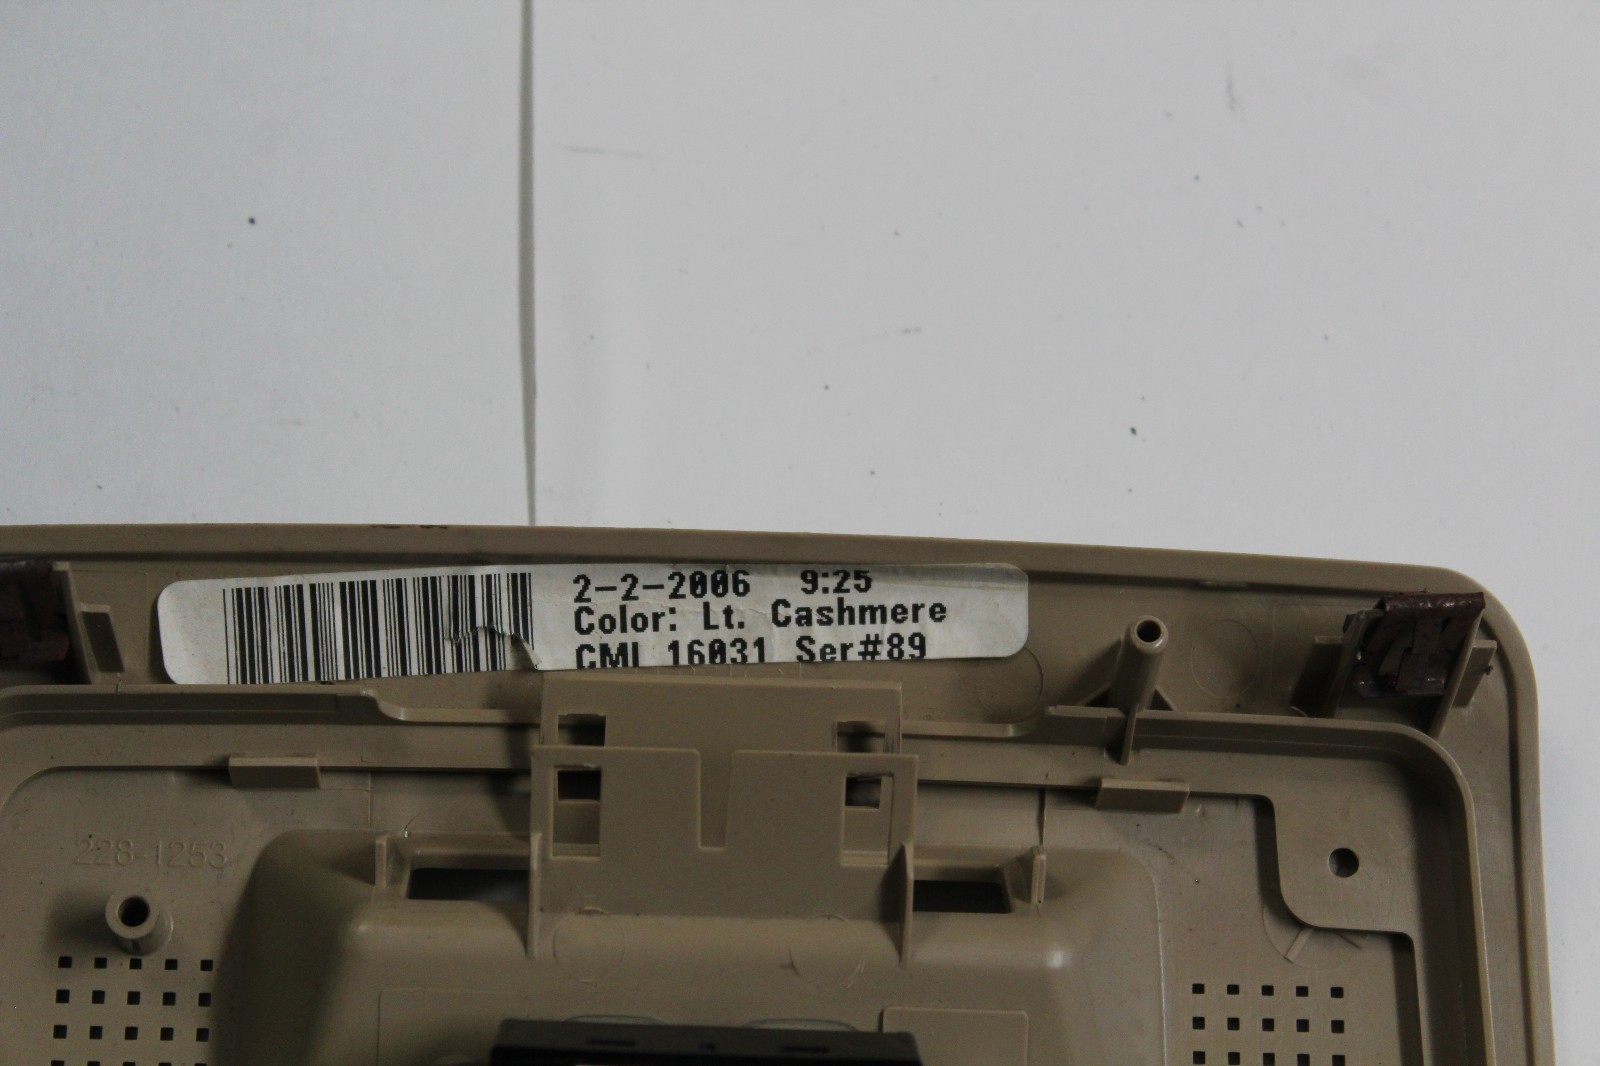 2-2-2006 9:25
Color: Lt. Cashmere
CML 16031 Ser#89
228-1253